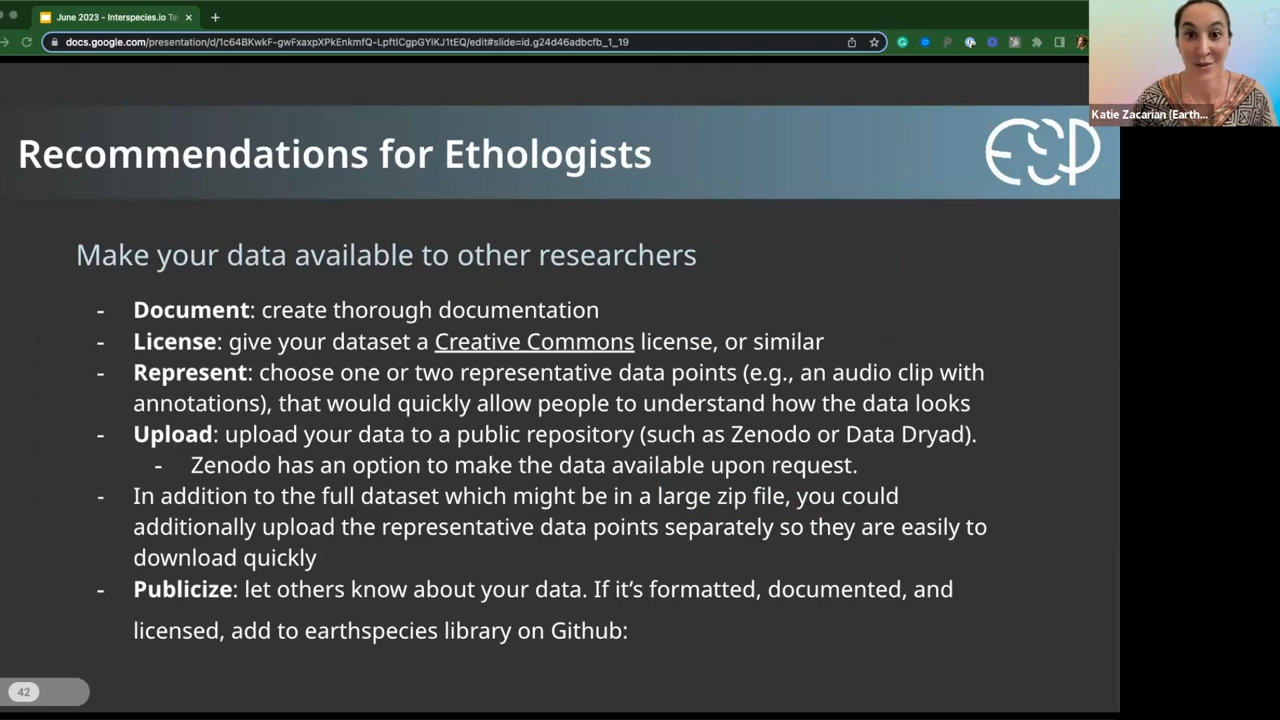 June 2023 - Interspecies.io Ta
docs.google.com/presentation/d/1c64BKwkF-gwFxaxpXPkEnkmfQ-LpftlCgpGYiKJ1tEQ/edit#slide=id.g24d46adbcfb_1_19
Katie Zacarian (Earth...
Recommendations for Ethologists
ESP
Make your data available to other researchers
- Document: create thorough documentation
- License: give your dataset a Creative Commons license, or similar
- Represent: choose one or two representative data points (e.g., an audio clip with
annotations), that would quickly allow people to understand how the data looks
- Upload: upload your data to a public repository (such as Zenodo or Data Dryad).
- Zenodo has an option to make the data available upon request.
- In addition to the full dataset which might be in a large zip file, you could
additionally upload the representative data points separately so they are easily to
download quickly
- Publicize: let others know about your data. If it’s formatted, documented, and
licensed, add to earthspecies library on Github:
42